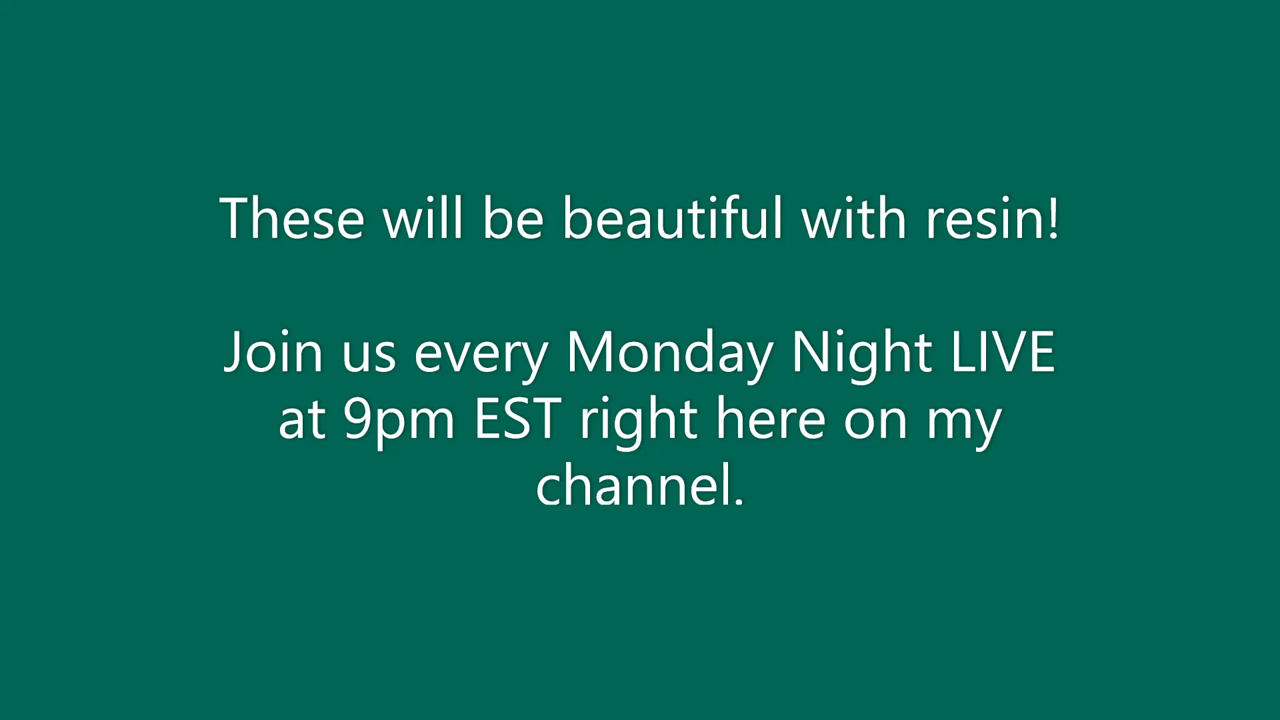 These will be beautiful with resin!
Join us every Monday Night LIVE
at 9pm EST right here on my
channel.